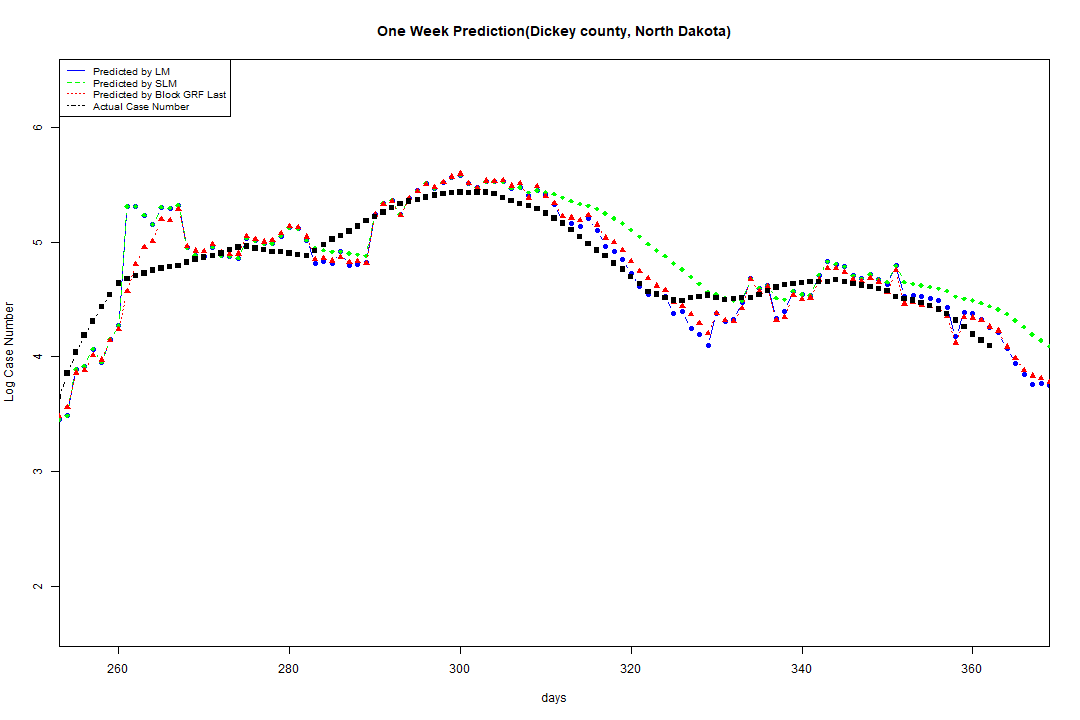 One Week Prediction(Dickey county, North Dakota)
Predicted by LM
Predicted by SLM
Predicted by Block GRF Last
Actual Case Number
6
5
4
3
2
Log Case Number
260 280 300 320 340 360
days